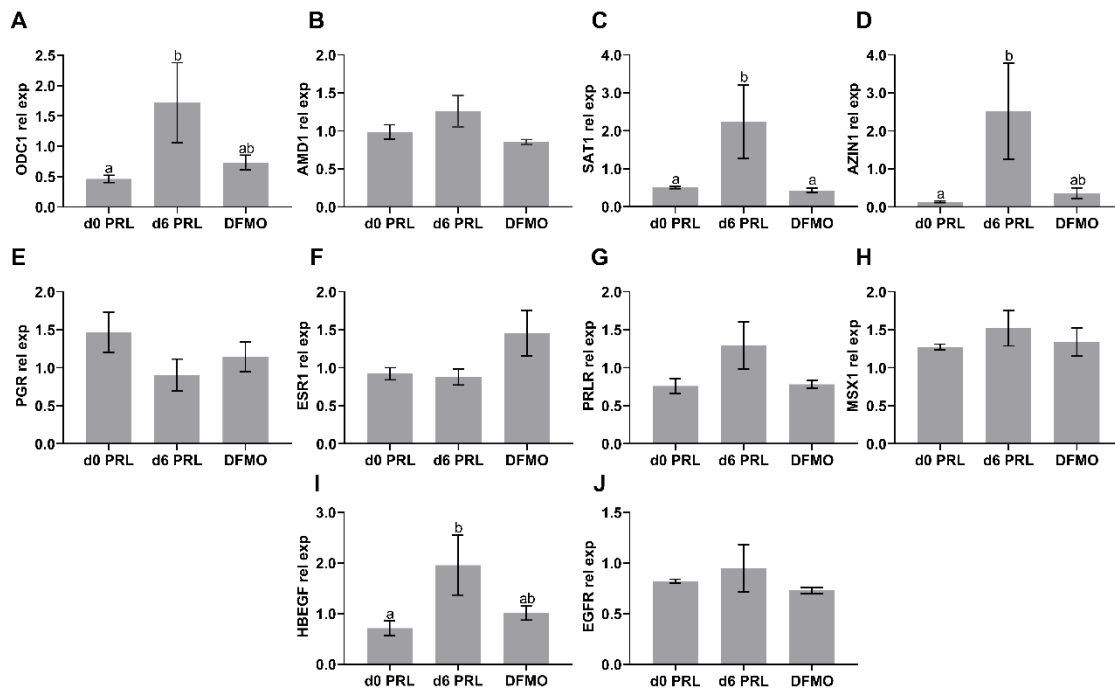 A
ODC1 rel exp
2.5
2.0
1.5
1.0
0.5
0.0
a
b
ab
d0 PRL d6 PRL DFMO
B
AMD1 rel exp
2.0
1.5
1.0
0.5
0.0
d0 PRL d6 PRL DFMO
C
SAT1 rel exp
4.0
3.0
2.0
1.0
0.0
a
b
a
d0 PRL d6 PRL DFMO
D
AZIN1 rel exp
4.0
3.0
2.0
1.0
0.0
a
b
ab
d0 PRL d6 PRL DFMO
E
PGR rel exp
2.0
1.5
1.0
0.5
0.0
d0 PRL d6 PRL DFMO
F
ESR1 rel exp
2.0
1.5
1.0
0.5
0.0
d0 PRL d6 PRL DFMO
G
PRLR rel exp
2.0
1.5
1.0
0.5
0.0
d0 PRL d6 PRL DFMO
H
MSX1 rel exp
2.0
1.5
1.0
0.5
0.0
d0 PRL d6 PRL DFMO
I
HBEGF rel exp
3.0
2.0
1.0
0.0
a
b
ab
d0 PRL d6 PRL DFMO
J
EGFR rel exp
1.5
1.0
0.5
0.0
d0 PRL d6 PRL DFMO